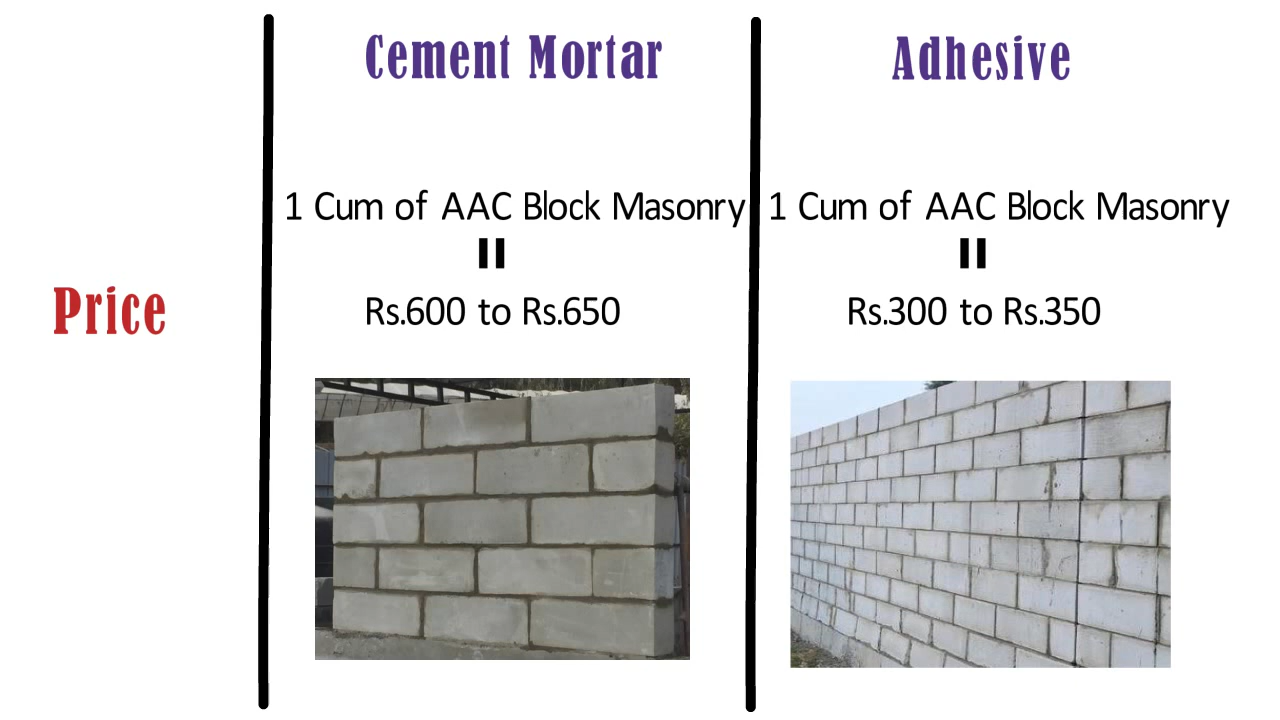 Cement Mortar
Adhesive
Price
1 Cum of AAC Block Masonry
=
Rs.600 to Rs.650
1 Cum of AAC Block Masonry
=
Rs.300 to Rs.350